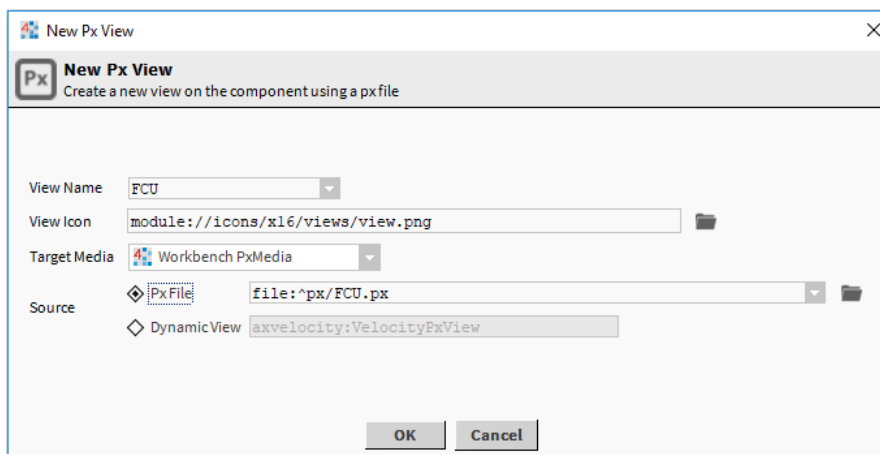 New Px View
Px
New Px View
Create a new view on the component using a px file
View Name FCU
View Icon module://icons/x16/views/view.png
Target Media Workbench PxMedia
Source
Px File file:^px/FCU.px
Dynamic View axvelocity:VelocityPxView
OK Cancel